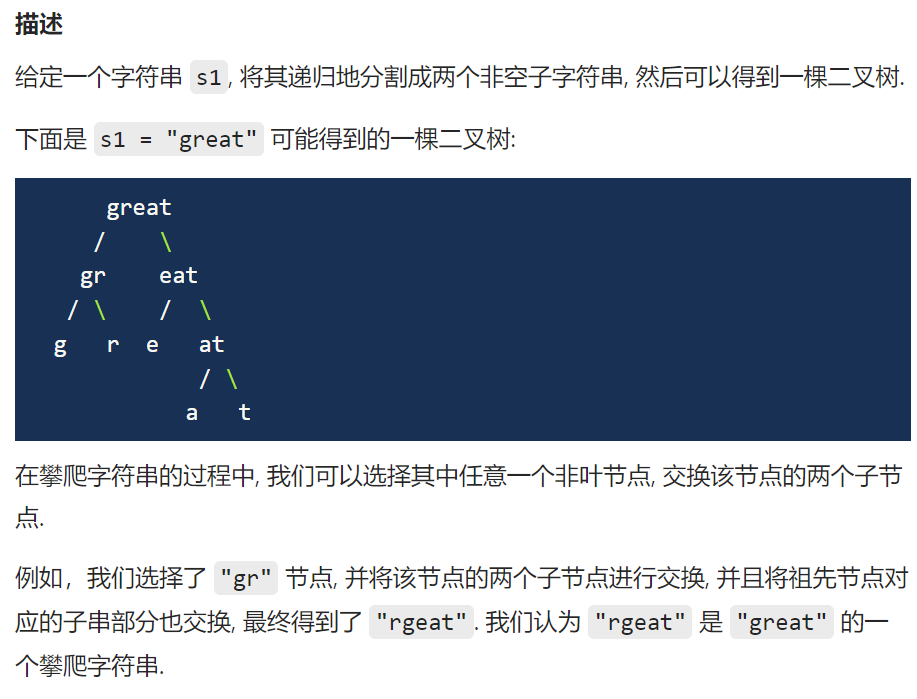 描述
给定一个字符串 s1, 将其递归地分割成两个非空子字符串, 然后可以得到一棵二叉树.
下面是 s1 = "great" 可能得到的一棵二叉树:
great
/ \
gr eat
/ \ / \
g r e at
/ \
a t
在攀爬字符串的过程中, 我们可以选择其中任意一个非叶节点, 交换该节点的两个子节
点.
例如，我们选择了 "gr" 节点, 并将该节点的两个子节点进行交换, 并且将祖先节点对
应的子串部分也交换, 最终得到了 "rgeat". 我们认为 "rgeat" 是 "great" 的一
个攀爬字符串.